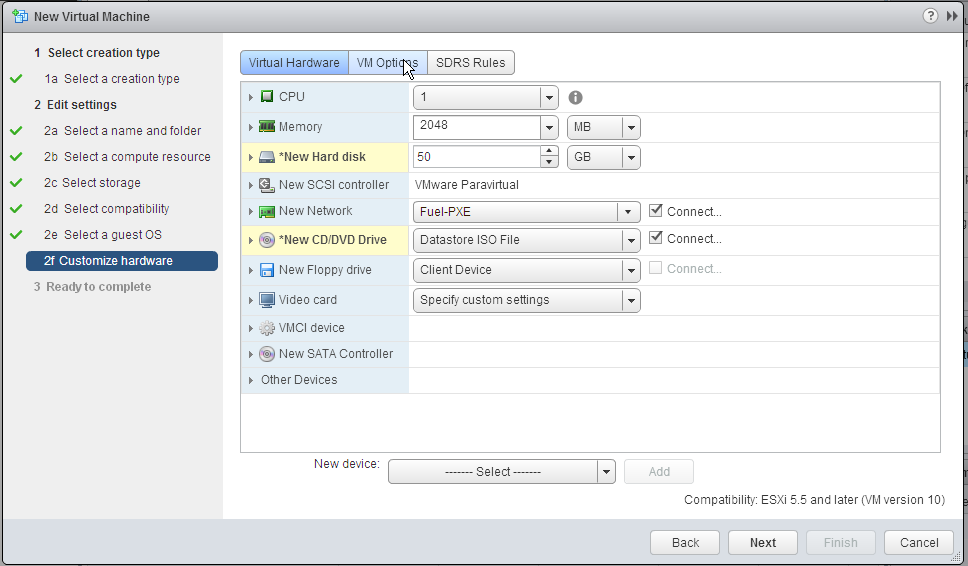 New Virtual Machine
1 Select creation type
1a Select a creation type
2 Edit settings
2a Select a name and folder
2b Select a compute resource
2c Select storage
2d Select compatibility
2e Select a guest OS
2f Customize hardware
3 Ready to complete
Virtual Hardware VM Options SDRS Rules
CPU 1
Memory 2048 MB
*New Hard disk 50 GB
New SCSI controller VMware Paravirtual
New Network Fuel-PXE Connect...
*New CD/DVD Drive Datastore ISO File Connect...
New Floppy drive Client Device Connect...
Video card Specify custom settings
VMCI device
New SATA Controller
Other Devices
New device: ------- Select ------- Add
Compatibility: ESXi 5.5 and later (VM version 10)
Back Next Finish Cancel